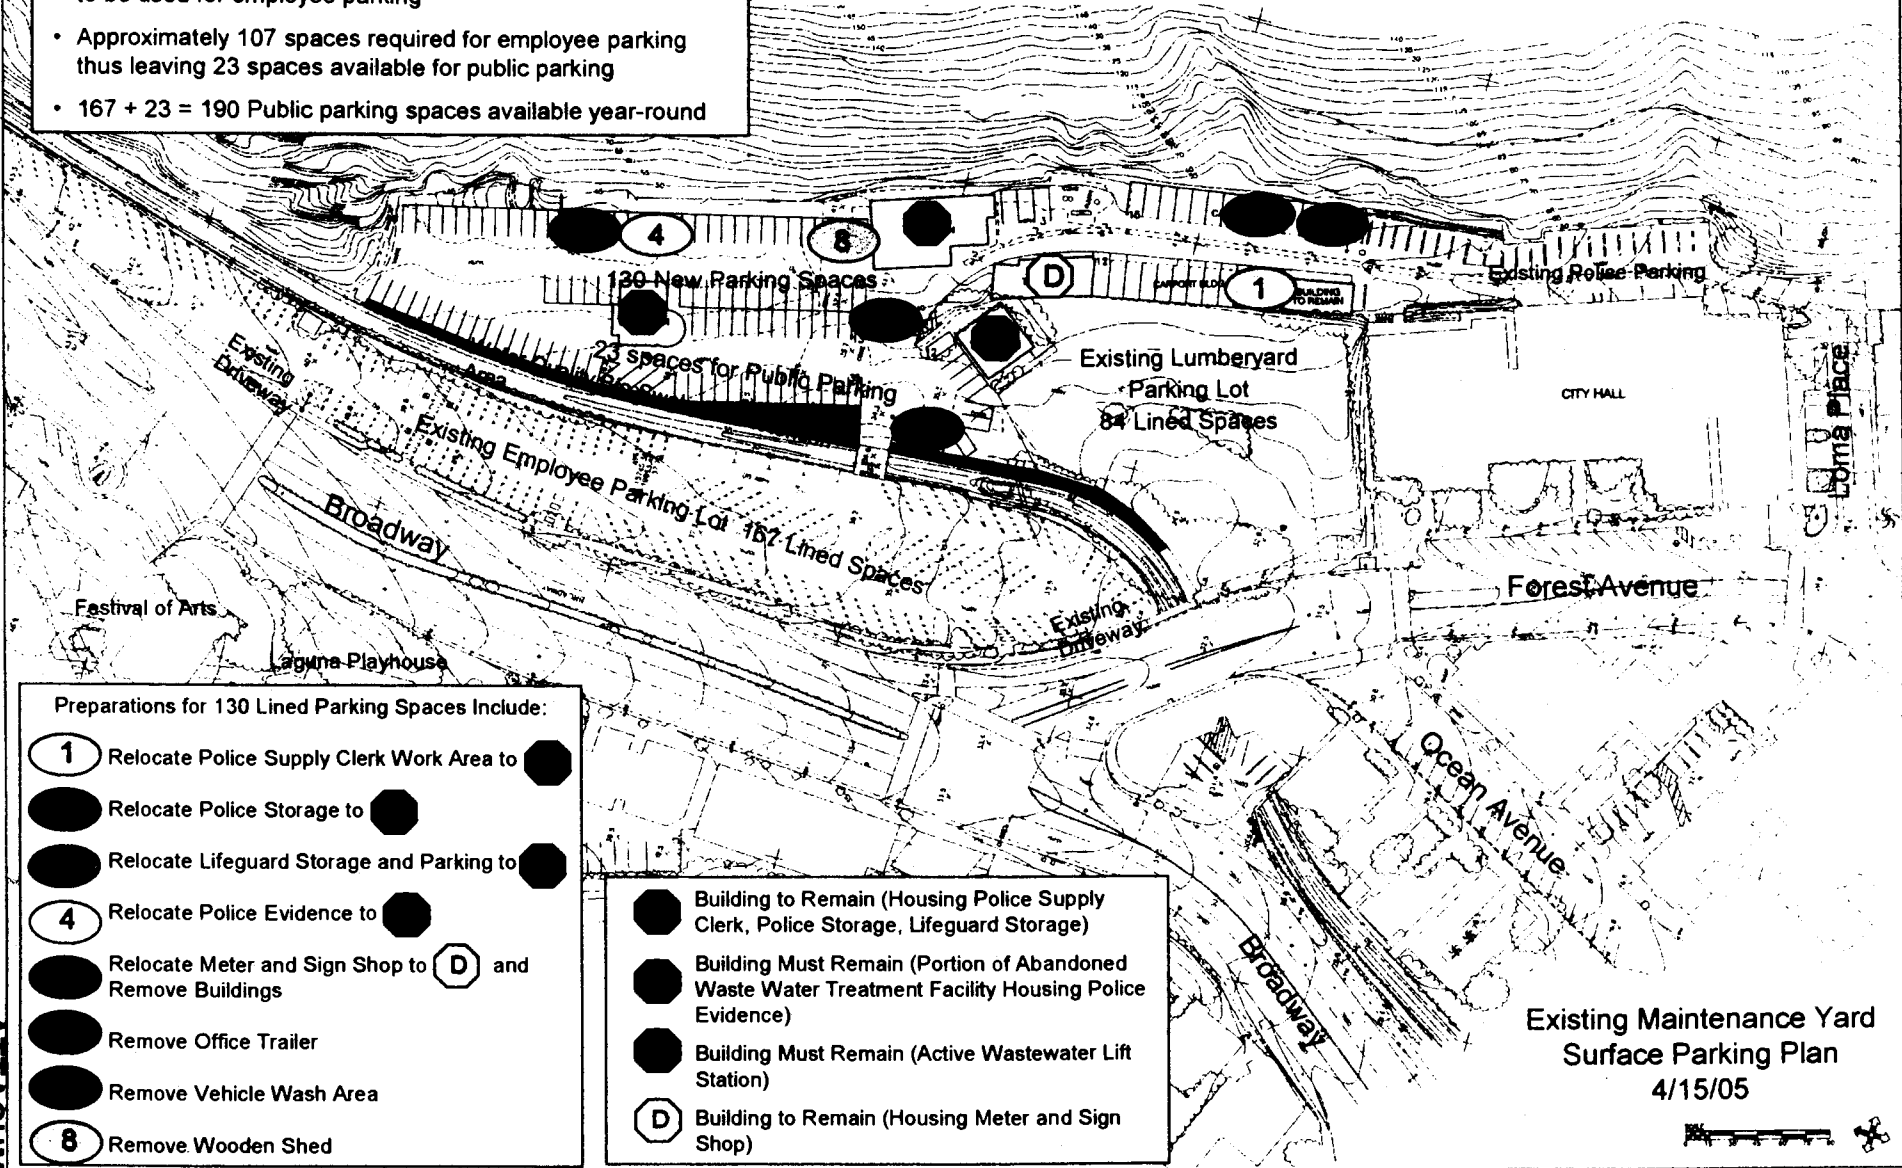 to be used for employee parking
• Approximately 107 spaces required for employee parking
thus leaving 23 spaces available for public parking
• 167 + 23 = 190 Public parking spaces available year-round
4
8
130 New Parking Spaces
D
CARPORT BLDG
1
BUILDING
TO REMAIN
Existing Police Parking
23 spaces for Public Parking
Area
Existing
Driveway
Existing Lumberyard
Parking Lot
84 Lined Spaces
CITY HALL
Loma Place
Existing Employee Parking Lot 167 Lined Spaces
Broadway
Forest Avenue
Existing
Driveway
Festival of Arts
Laguna Playhouse
Ocean Avenue
Broadway
Preparations for 130 Lined Parking Spaces Include:
1 Relocate Police Supply Clerk Work Area to
Relocate Police Storage to
Relocate Lifeguard Storage and Parking to
4 Relocate Police Evidence to
Relocate Meter and Sign Shop to D and
Remove Buildings
Remove Office Trailer
Remove Vehicle Wash Area
8 Remove Wooden Shed
Building to Remain (Housing Police Supply
Clerk, Police Storage, Lifeguard Storage)
Building Must Remain (Portion of Abandoned
Waste Water Treatment Facility Housing Police
Evidence)
Building Must Remain (Active Wastewater Lift
Station)
D Building to Remain (Housing Meter and Sign
Shop)
Existing Maintenance Yard
Surface Parking Plan
4/15/05